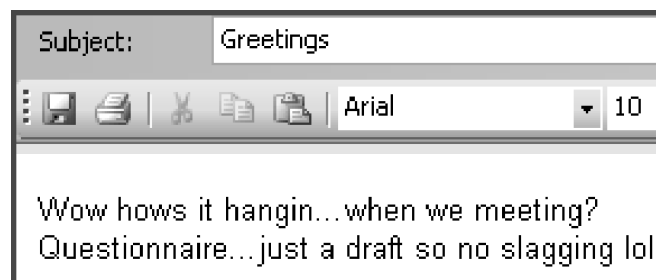 Subject: Greetings
Arial 10
Wow hows it hangin...when we meeting?
Questionnaire...just a draft so no slagging lol